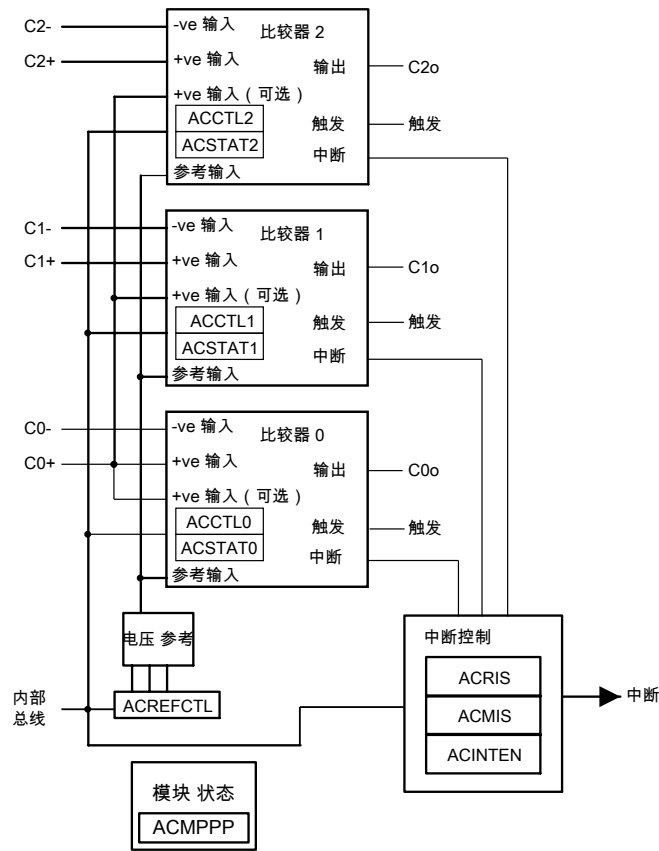 C2-
C2+
-ve 输入
比较器 2
+ve 输入
输出
C2o
+ve 输入 ( 可选 )
ACCTL2
触发
触发
ACSTAT2
中断
参考输入
C1-
C1+
-ve 输入
比较器 1
+ve 输入
输出
C1o
+ve 输入 ( 可选 )
ACCTL1
触发
触发
ACSTAT1
中断
参考输入
C0-
C0+
-ve 输入
比较器 0
+ve 输入
输出
C0o
+ve 输入 ( 可选 )
ACCTL0
触发
触发
ACSTAT0
中断
参考输入
电压 参考
内部
总线
ACREFCTL
中断控制
ACRIS
ACMIS
ACINTEN
中断
模块 状态
ACMPPP